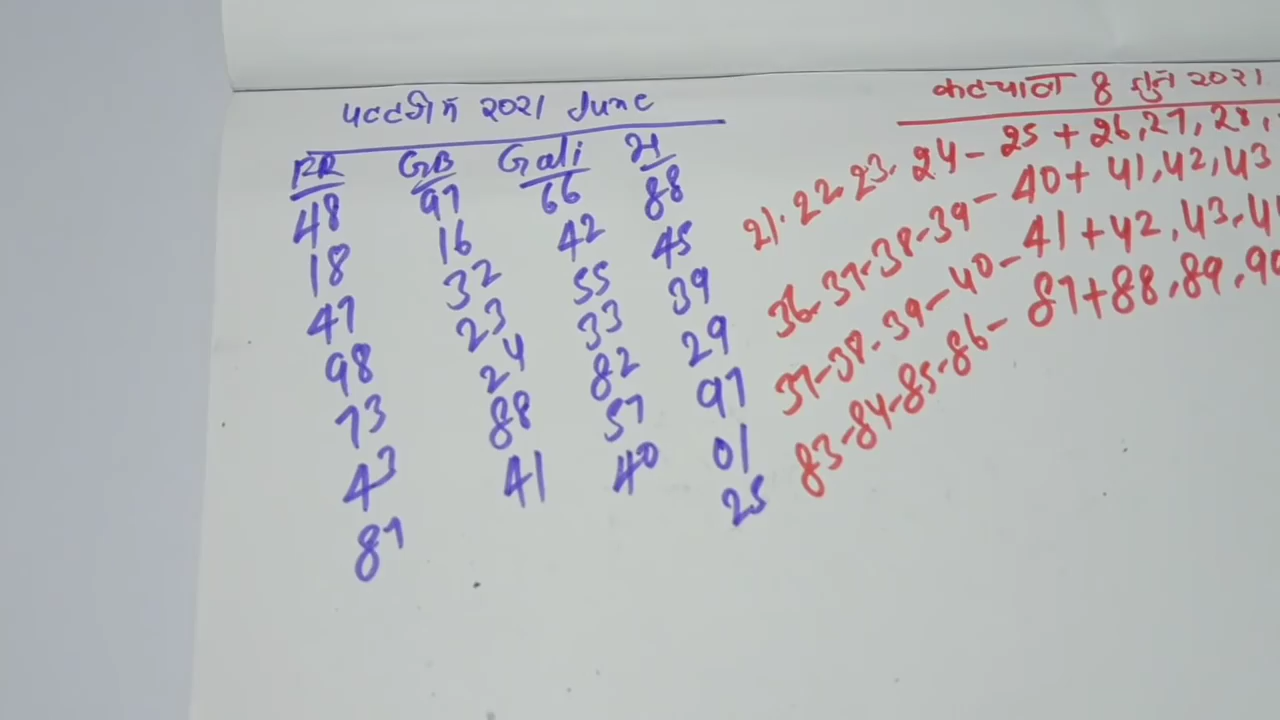 २०२१ June
FR GB Gali
48 97 66 88
18 16 42 45
47 32 55 39
98 23 33 29
73 24 82 97
43 88 57 01
87 41 40 25
8 जुन २०२१
21. 22. 23. 24 - 25 + 26, 27, 28,
36 - 37 - 38 - 39 - 40 + 41, 42, 43
37 - 38 - 39 - 40 - 41 + 42, 43, 4
83 - 84 - 85 - 86 - 87 + 88, 89, 90